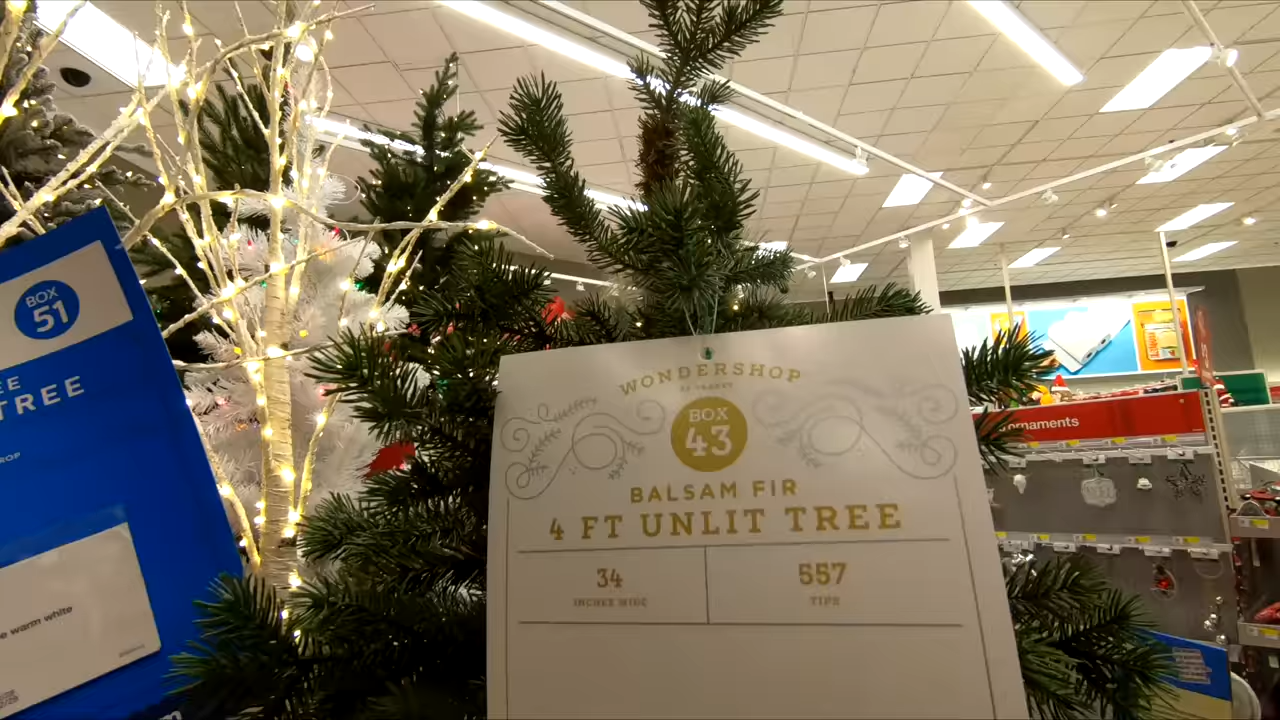 BOX
51
EE
TREE
ROP
e warm white
WONDERSHOP
BOX
43
BALSAM FIR
4 FT UNLIT TREE
34
INCHES WIDE
557
TIPS
ornaments